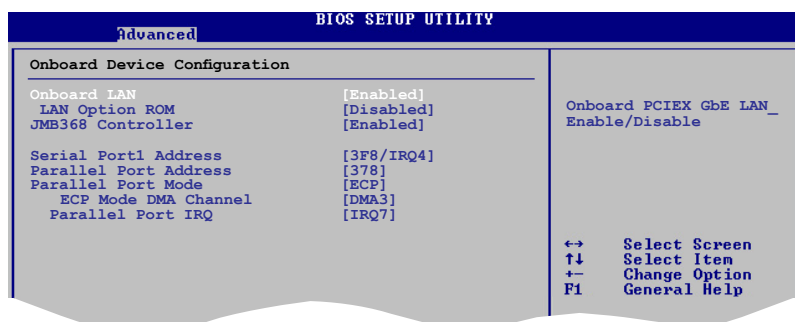 BIOS SETUP UTILITY
Advanced
Onboard Device Configuration
Onboard LAN [Enabled]
LAN Option ROM [Disabled]
JMB368 Controller [Enabled]
Serial Port1 Address [3F8/IRQ4]
Parallel Port Address [378]
Parallel Port Mode [ECP]
ECP Mode DMA Channel [DMA3]
Parallel Port IRQ [IRQ7]
Onboard PCIEX GbE LAN_
Enable/Disable
↔ Select Screen
↑↓ Select Item
+- Change Option
F1 General Help